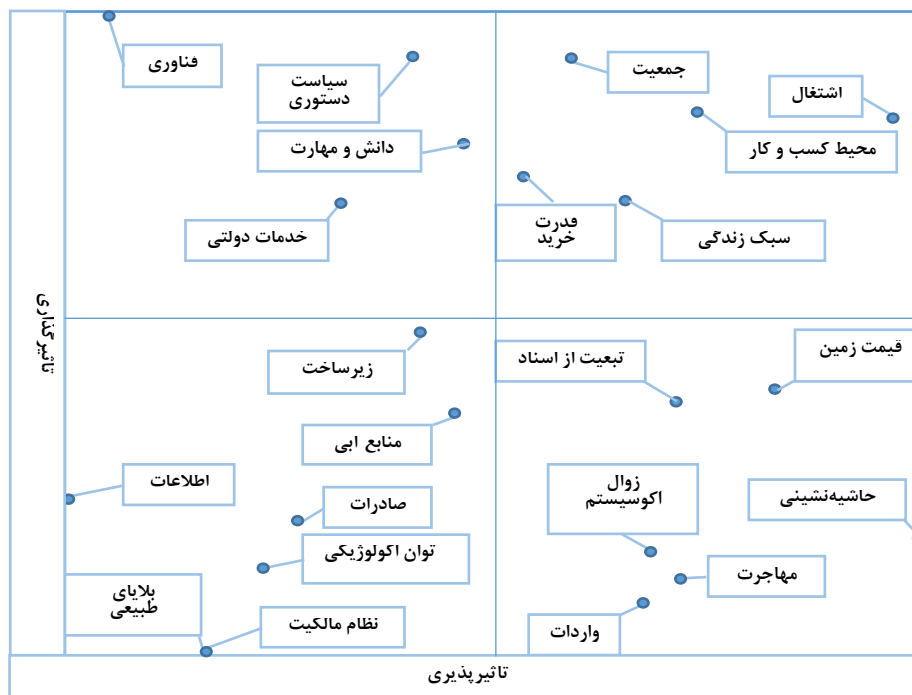 فناوری
سیاست
دستوری
جمعیت
اشتغال
دانش و مهارت
محیط کسب و کار
خدمات دولتی
قدرت
خرید
سبک زندگی
تاثیرگذاری
زیرساخت
تبعیت از اسناد
قیمت زمین
منابع ابی
اطلاعات
صادرات
زوال
اکوسیستم
حاشیه‌نشینی
توان اکولوژیکی
مهاجرت
بلایای
طبیعی
نظام مالکیت
واردات
تاثیرپذیری